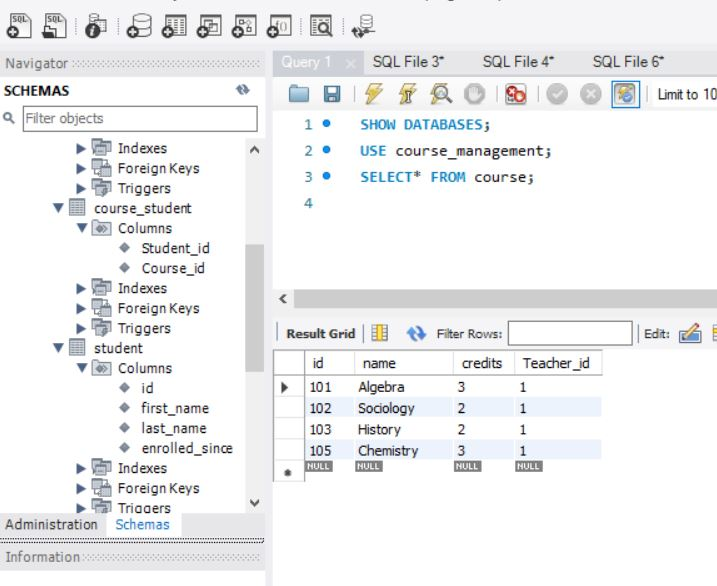 SQL SQL
Navigator
Query 1 SQL File 3* SQL File 4* SQL File 6*
SCHEMAS
Filter objects
Limit to 10
Indexes
Foreign Keys
Triggers
course_student
Columns
Student_id
Course_id
Indexes
Foreign Keys
Triggers
student
Columns
id
first_name
last_name
enrolled_since
Indexes
Foreign Keys
Triggers
Administration Schemas
Information
1 SHOW DATABASES;
2 USE course_management;
3 SELECT* FROM course;
4
Result Grid Filter Rows: Edit:
id name credits Teacher_id
101 Algebra 3 1
102 Sociology 2 1
103 History 2 1
105 Chemistry 3 1
NULL NULL NULL NULL